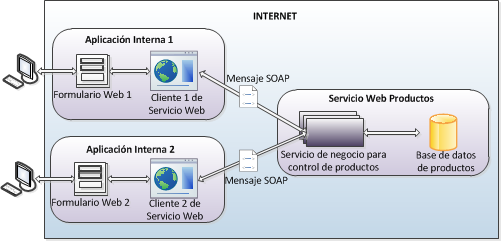 INTERNET
Aplicación Interna 1
Formulario Web 1
Cliente 1 de
Servicio Web
Mensaje SOAP
Servicio Web Productos
Servicio de negocio para
control de productos
Base de datos
de productos
Aplicación Interna 2
Formulario Web 2
Cliente 2 de
Servicio Web
Mensaje SOAP